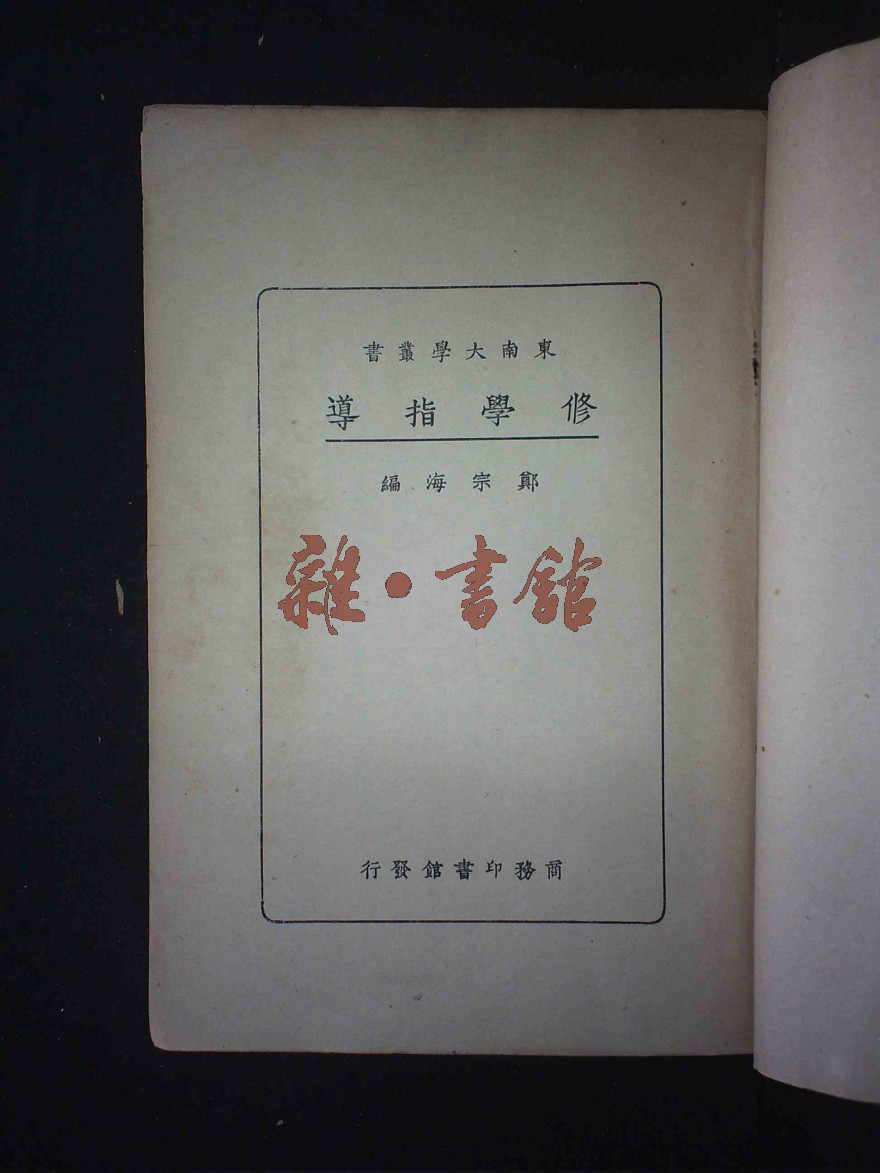 東南大學叢書
修學指導
鄭宗海編
雜·書館
商務印書館發行